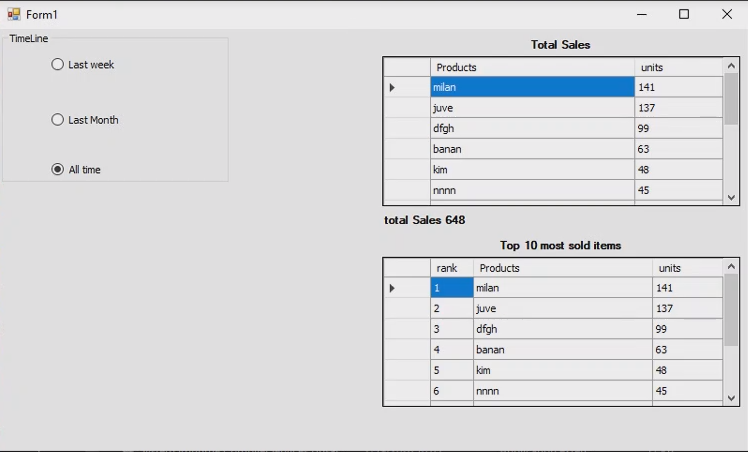 Form1
TimeLine
Last week
Last Month
All time
Total Sales
Products units
milan 141
juve 137
dfgh 99
banan 63
kim 48
nnnn 45
total Sales 648
Top 10 most sold items
rank Products units
1 milan 141
2 juve 137
3 dfgh 99
4 banan 63
5 kim 48
6 nnnn 45